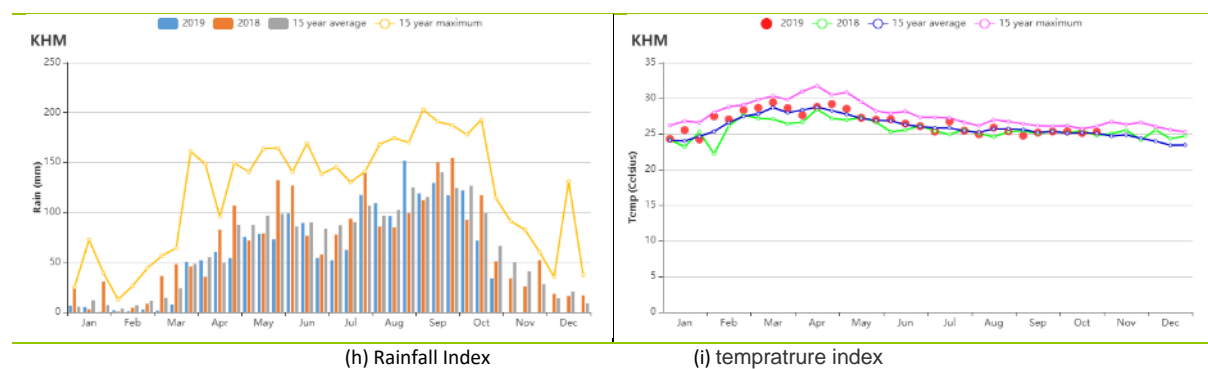 2019 2018 15 year average 15 year maximum
KHM
250
200
150
100
50
0
Rain (mm)
Jan Feb Mar Apr May Jun Jul Aug Sep Oct Nov Dec
2019 2018 15 year average 15 year maximum
KHM
35
30
25
20
15
10
5
0
Temp (Celsius)
Jan Feb Mar Apr May Jun Jul Aug Sep Oct Nov Dec
(h) Rainfall Index
(i) tempratrure index